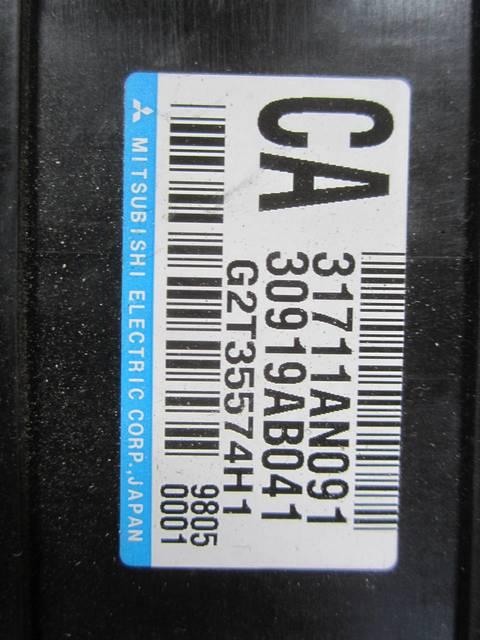 CA
31711AN091
30919AB041
G2T35574H1
9805
0001
MITSUBISHI ELECTRIC CORP., JAPAN